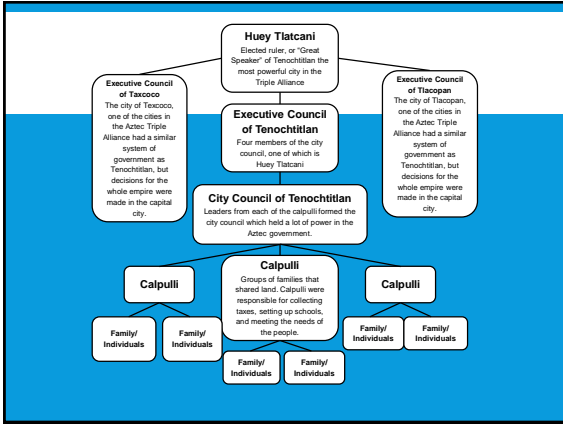 Huey Tlatcani
Elected ruler, or "Great
Speaker" of Tenochtitlan the
most powerful city in the
Triple Alliance
Executive Council
of Taxcoco
The city of Texcoco,
one of the cities in
the Aztec Triple
Alliance had a similar
system of
government as
Tenochtitlan, but
decisions for the
whole empire were
made in the capital
city.
Executive Council
of Tenochtitlan
Four members of the city
council, one of which is
Huey Tlatcani
Executive Council
of Tlacopan
The city of Tlacopan,
one of the cities in
the Aztec Triple
Alliance had a similar
system of
government as
Tenochtitlan, but
decisions for the
whole empire were
made in the capital
city.
City Council of Tenochtitlan
Leaders from each of the calpulli formed the
city council which held a lot of power in the
Aztec government.
Calpulli
Calpulli
Groups of families that
shared land. Calpulli were
responsible for collecting
taxes, setting up schools,
and meeting the needs of
the people.
Calpulli
Family/
Individuals
Family/
Individuals
Family/
Individuals
Family/
Individuals
Family/
Individuals
Family/
Individuals